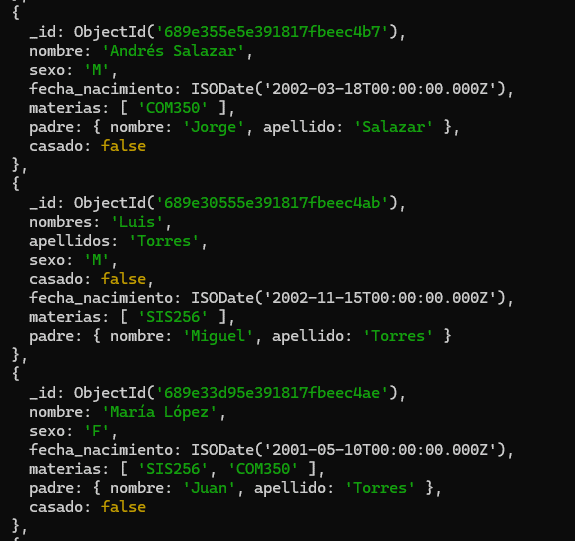 {
_id: ObjectId('689e355e5e391817fbeec4b7'),
nombre: 'Andrés Salazar',
sexo: 'M',
fecha_nacimiento: ISODate('2002-03-18T00:00:00.000Z'),
materias: [ 'COM350' ],
padre: { nombre: 'Jorge', apellido: 'Salazar' },
casado: false
},
{
_id: ObjectId('689e30555e391817fbeec4ab'),
nombres: 'Luis',
apellidos: 'Torres',
sexo: 'M',
casado: false,
fecha_nacimiento: ISODate('2002-11-15T00:00:00.000Z'),
materias: [ 'SIS256' ],
padre: { nombre: 'Miguel', apellido: 'Torres' }
},
{
_id: ObjectId('689e33d95e391817fbeec4ae'),
nombre: 'María López',
sexo: 'F',
fecha_nacimiento: ISODate('2001-05-10T00:00:00.000Z'),
materias: [ 'SIS256', 'COM350' ],
padre: { nombre: 'Juan', apellido: 'Torres' },
casado: false
},